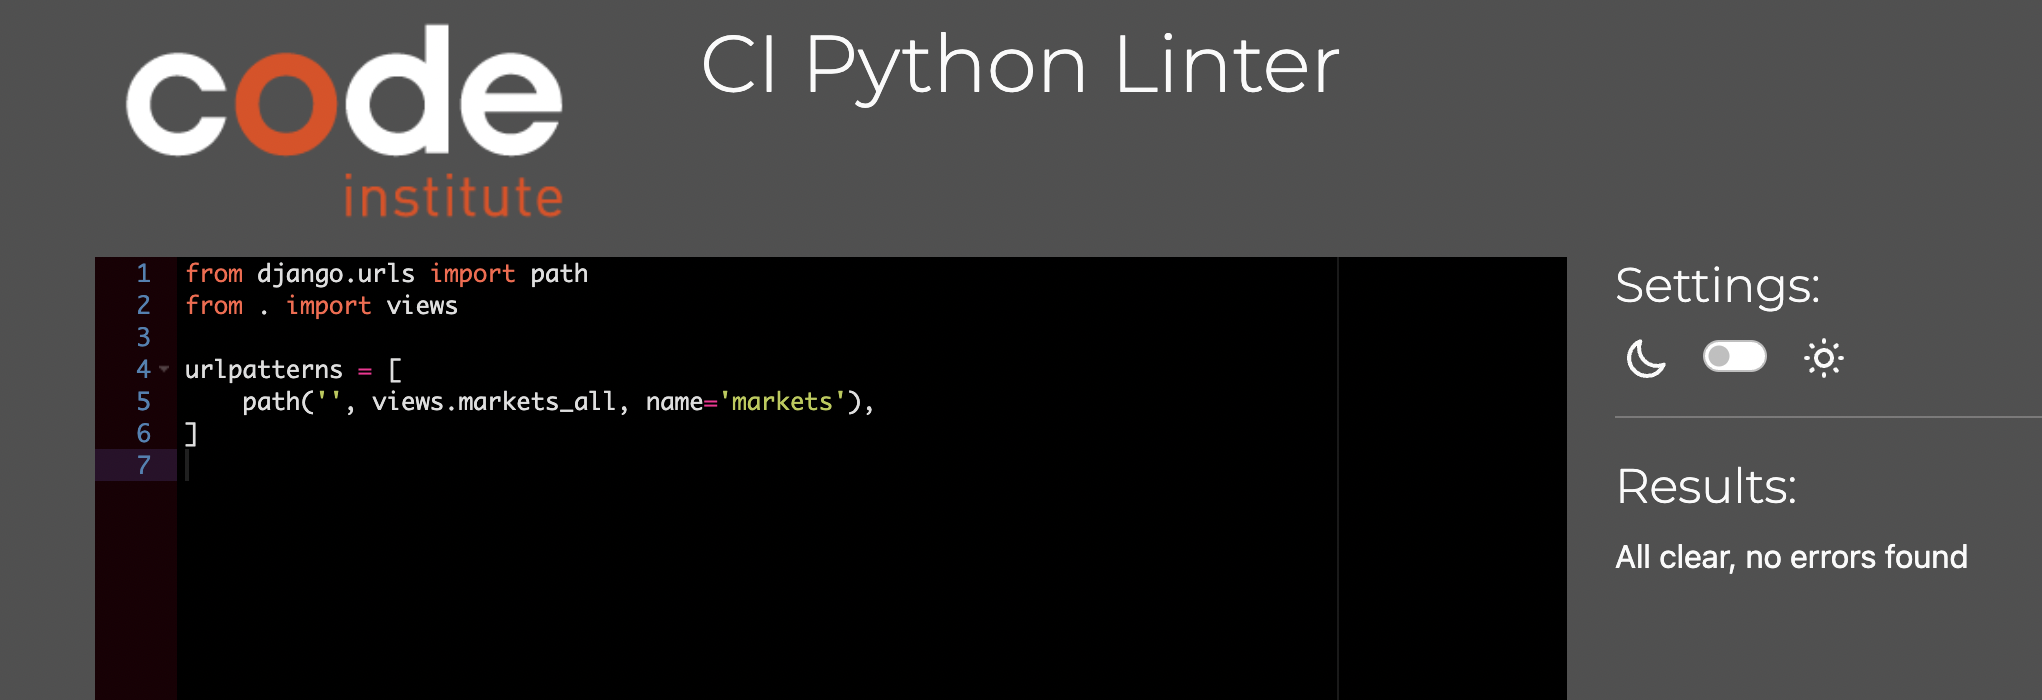 code
institute
CI Python Linter
1 from django.urls import path
2 from . import views
3
4 urlpatterns = [
5     path('', views.markets_all, name='markets'),
6 ]
7
Settings:
Results:
All clear, no errors found